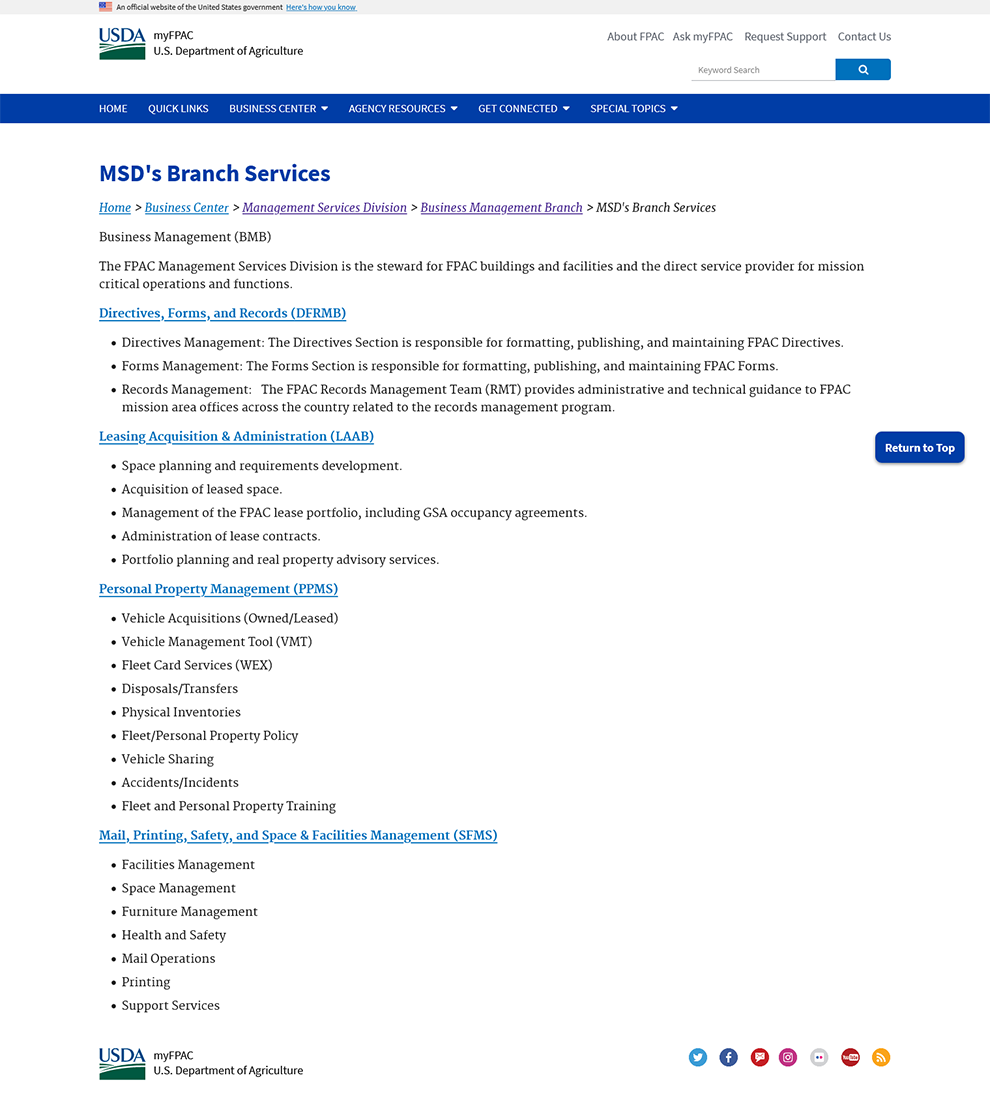 An official website of the United States government Here's how you know
USDA
myFPAC
U.S. Department of Agriculture
About FPAC Ask myFPAC Request Support Contact Us
Keyword Search
HOME QUICK LINKS BUSINESS CENTER AGENCY RESOURCES GET CONNECTED SPECIAL TOPICS
MSD's Branch Services
Home > Business Center > Management Services Division > Business Management Branch > MSD's Branch Services
Business Management (BMB)
The FPAC Management Services Division is the steward for FPAC buildings and facilities and the direct service provider for mission
critical operations and functions.
Directives, Forms, and Records (DFRMB)
• Directives Management: The Directives Section is responsible for formatting, publishing, and maintaining FPAC Directives.
• Forms Management: The Forms Section is responsible for formatting, publishing, and maintaining FPAC Forms.
• Records Management: The FPAC Records Management Team (RMT) provides administrative and technical guidance to FPAC
mission area offices across the country related to the records management program.
Leasing Acquisition & Administration (LAAB)
Return to Top
• Space planning and requirements development.
• Acquisition of leased space.
• Management of the FPAC lease portfolio, including GSA occupancy agreements.
• Administration of lease contracts.
• Portfolio planning and real property advisory services.
Personal Property Management (PPMS)
• Vehicle Acquisitions (Owned/Leased)
• Vehicle Management Tool (VMT)
• Fleet Card Services (WEX)
• Disposals/Transfers
• Physical Inventories
• Fleet/Personal Property Policy
• Vehicle Sharing
• Accidents/Incidents
• Fleet and Personal Property Training
Mail, Printing, Safety, and Space & Facilities Management (SFMS)
• Facilities Management
• Space Management
• Furniture Management
• Health and Safety
• Mail Operations
• Printing
• Support Services
USDA
myFPAC
U.S. Department of Agriculture
You Tube